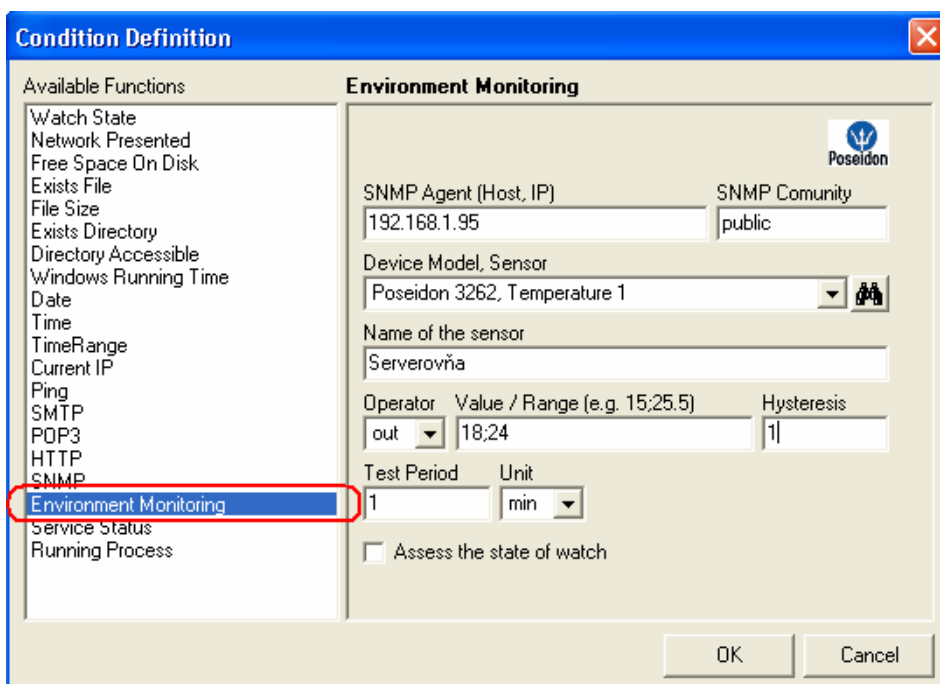 Condition Definition
Available Functions
Watch State
Network Presented
Free Space On Disk
Exists File
File Size
Exists Directory
Directory Accessible
Windows Running Time
Date
Time
TimeRange
Current IP
Ping
SMTP
POP3
HTTP
SNMP
Environment Monitoring
Service Status
Running Process
Environment Monitoring
Poseidon
SNMP Agent (Host, IP) SNMP Comunity
192.168.1.95 public
Device Model, Sensor
Poseidon 3262, Temperature 1
Name of the sensor
Serverovňa
Operator Value / Range (e.g. 15;25.5) Hysteresis
out 18;24 1
Test Period Unit
1 min
Assess the state of watch
OK Cancel